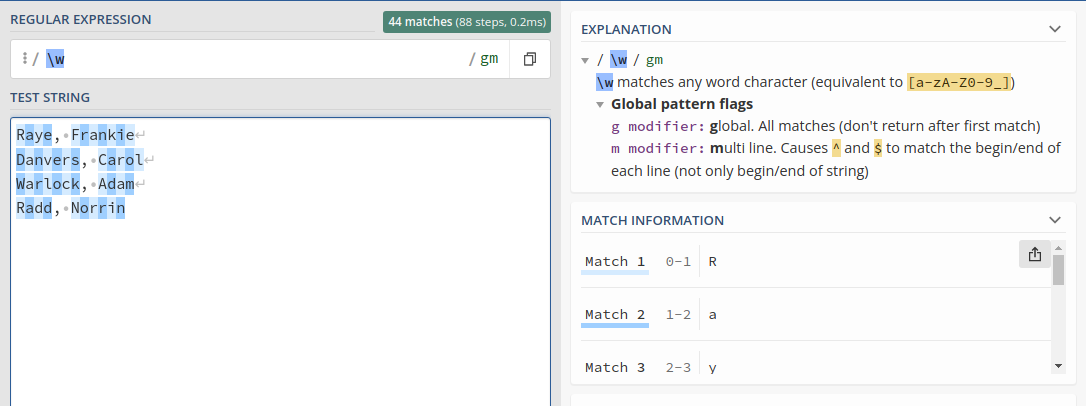 REGULAR EXPRESSION
44 matches (88 steps, 0.2ms)
/ \w / gm
TEST STRING
Raye, Frankie↵
Danvers, Carol↵
Warlock, Adam↵
Radd, Norrin
EXPLANATION
/ \w / gm
\w matches any word character (equivalent to [a-zA-Z0-9_])
Global pattern flags
g modifier: global. All matches (don't return after first match)
m modifier: multi line. Causes ^ and $ to match the begin/end of
each line (not only begin/end of string)
MATCH INFORMATION
Match 1 0-1 R
Match 2 1-2 a
Match 3 2-3 y